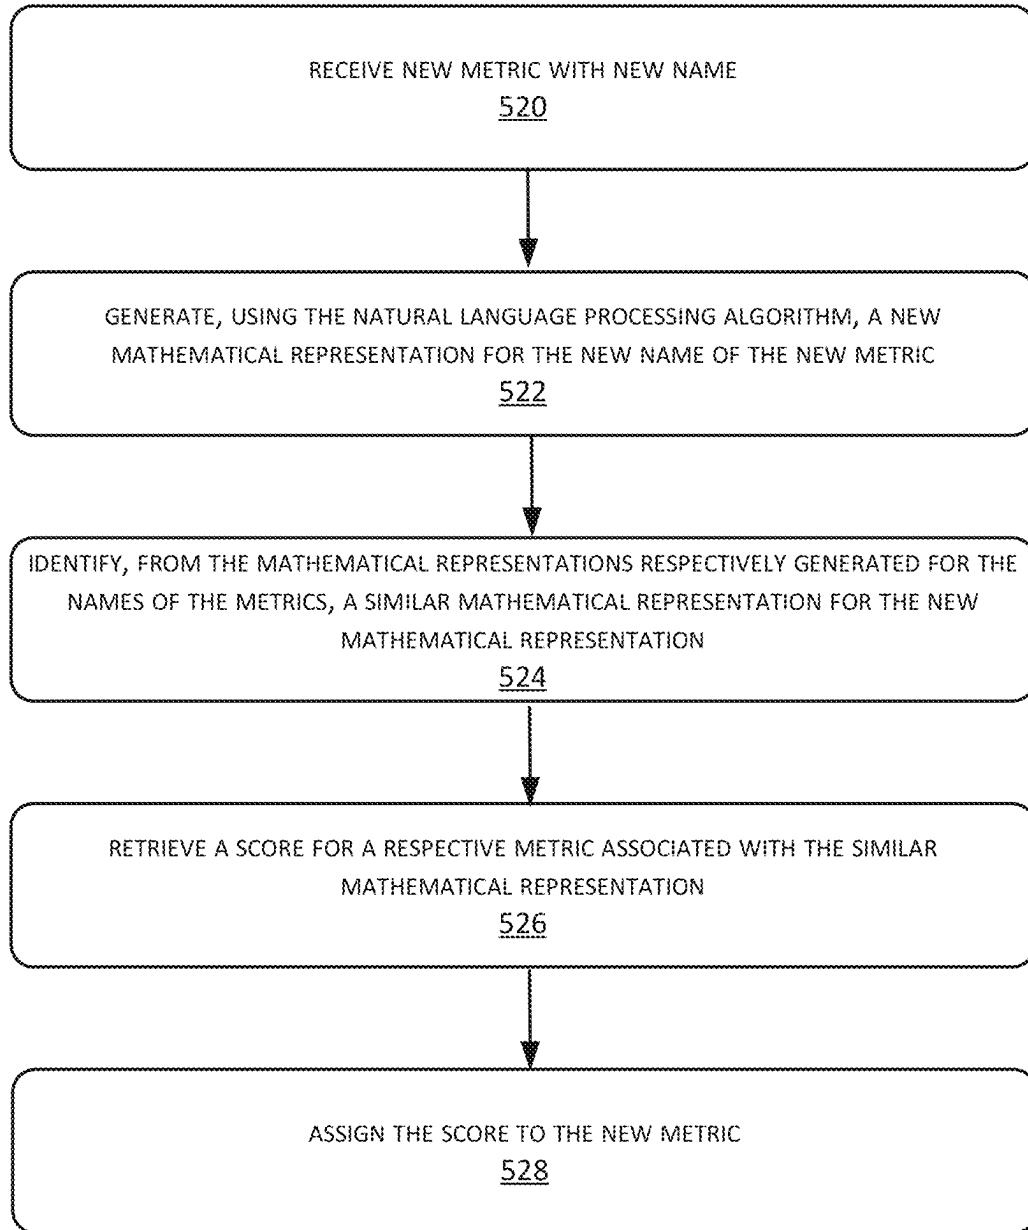 RECEIVE NEW METRIC WITH NEW NAME
520
GENERATE, USING THE NATURAL LANGUAGE PROCESSING ALGORITHM, A NEW
MATHEMATICAL REPRESENTATION FOR THE NEW NAME OF THE NEW METRIC
522
IDENTIFY, FROM THE MATHEMATICAL REPRESENTATIONS RESPECTIVELY GENERATED FOR THE
NAMES OF THE METRICS, A SIMILAR MATHEMATICAL REPRESENTATION FOR THE NEW
MATHEMATICAL REPRESENTATION
524
RETRIEVE A SCORE FOR A RESPECTIVE METRIC ASSOCIATED WITH THE SIMILAR
MATHEMATICAL REPRESENTATION
526
ASSIGN THE SCORE TO THE NEW METRIC
528